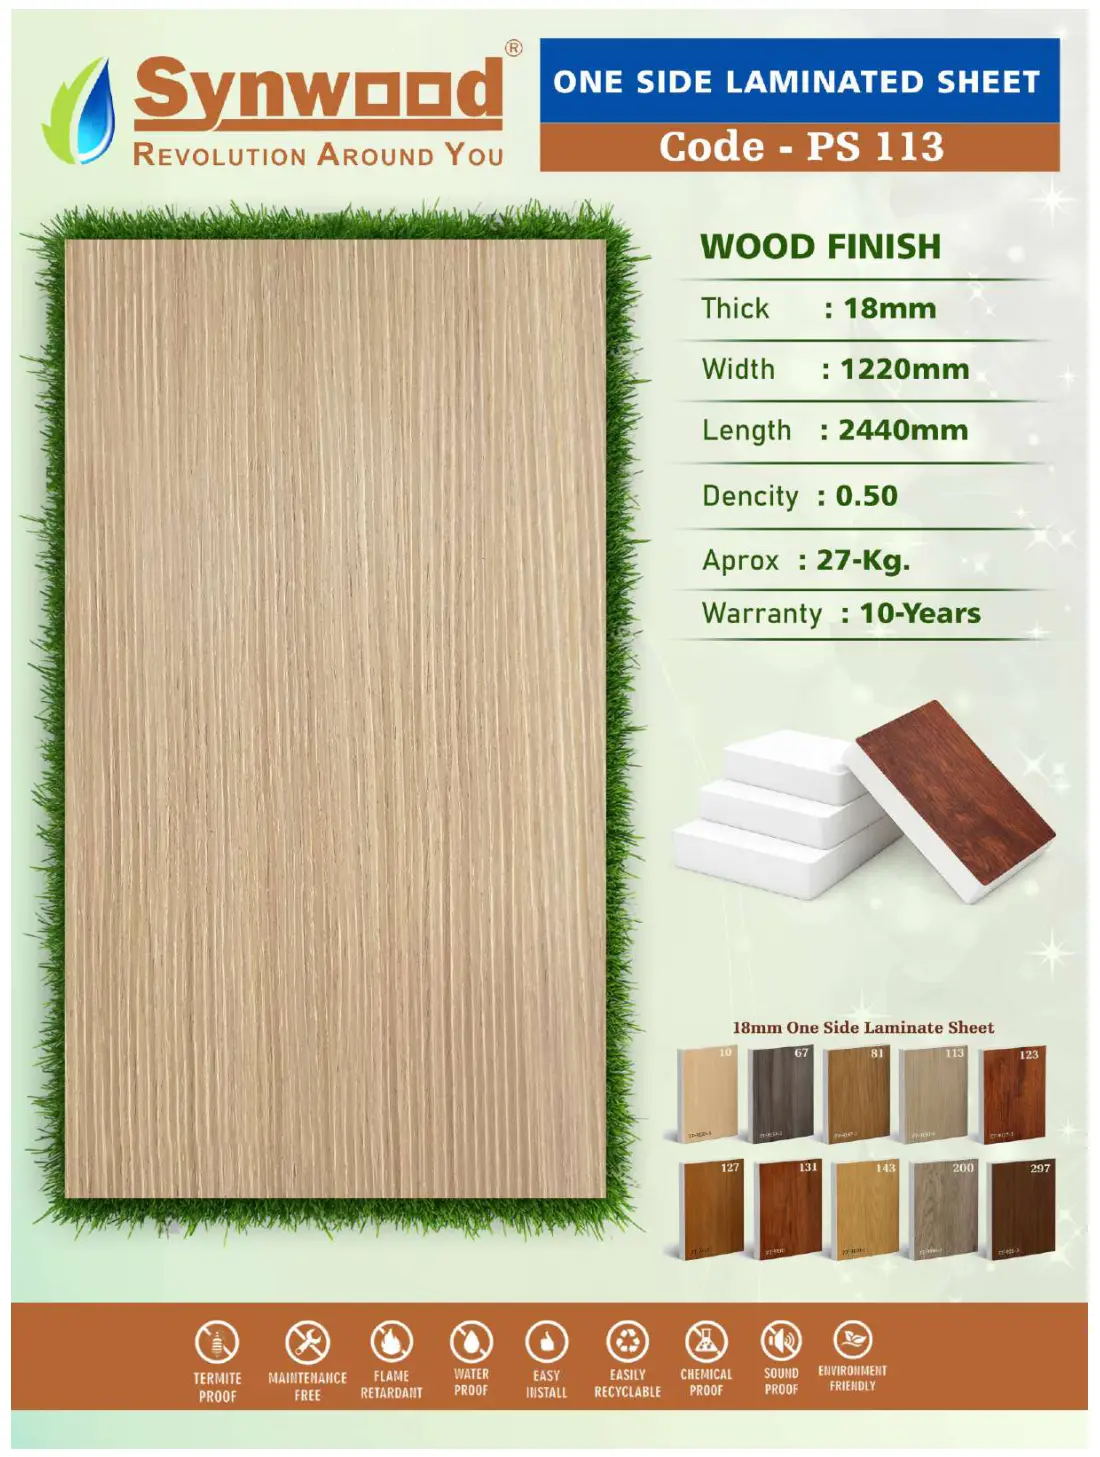 Synwood®
REVOLUTION AROUND YOU
ONE SIDE LAMINATED SHEET
Code - PS 113
WOOD FINISH
Thick : 18mm
Width : 1220mm
Length : 2440mm
Dencity : 0.50
Aprox : 27-Kg.
Warranty : 10-Years
18mm One Side Laminate Sheet
10 67 81 113 123
127 131 143 200 297
TERMITE PROOF
MAINTENANCE FREE
FLAME RETARDANT
WATER PROOF
EASY INSTALL
EASILY RECYCLABLE
CHEMICAL PROOF
SOUND PROOF
ENVIRONMENT FRIENDLY